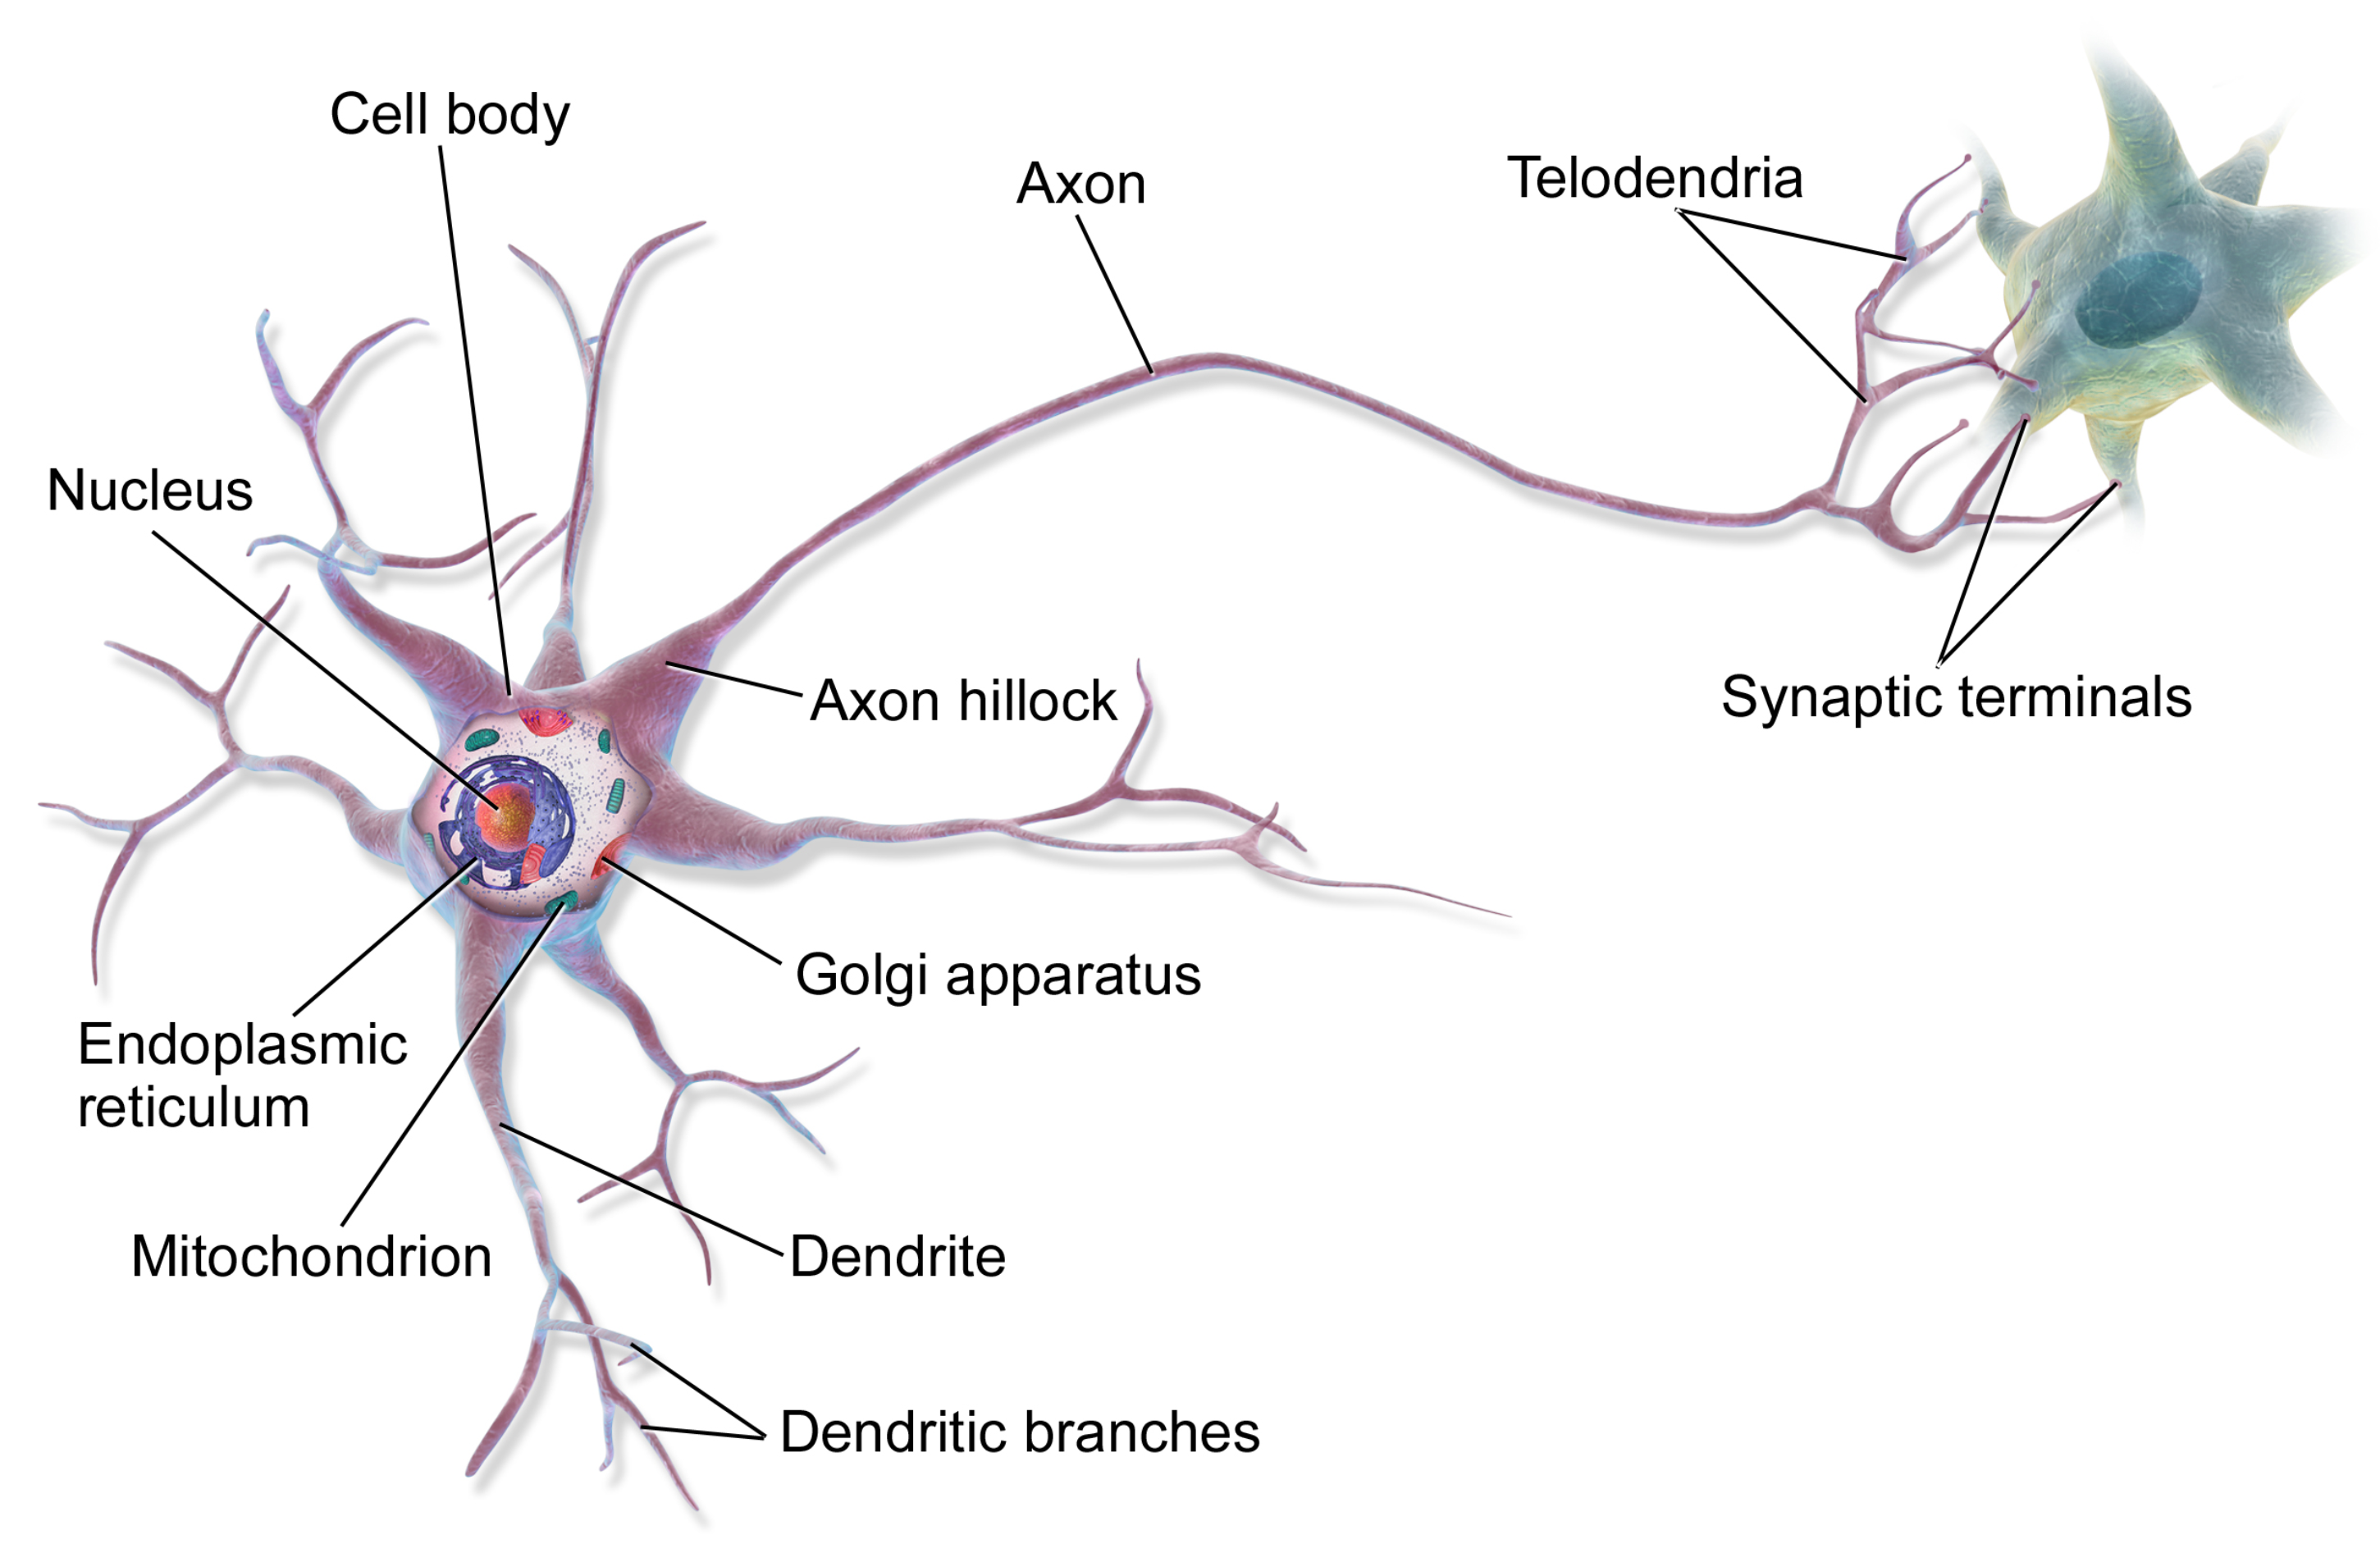 Cell body
Axon
Telodendria
Nucleus
Axon hillock
Synaptic terminals
Golgi apparatus
Endoplasmic
reticulum
Mitochondrion
Dendrite
Dendritic branches